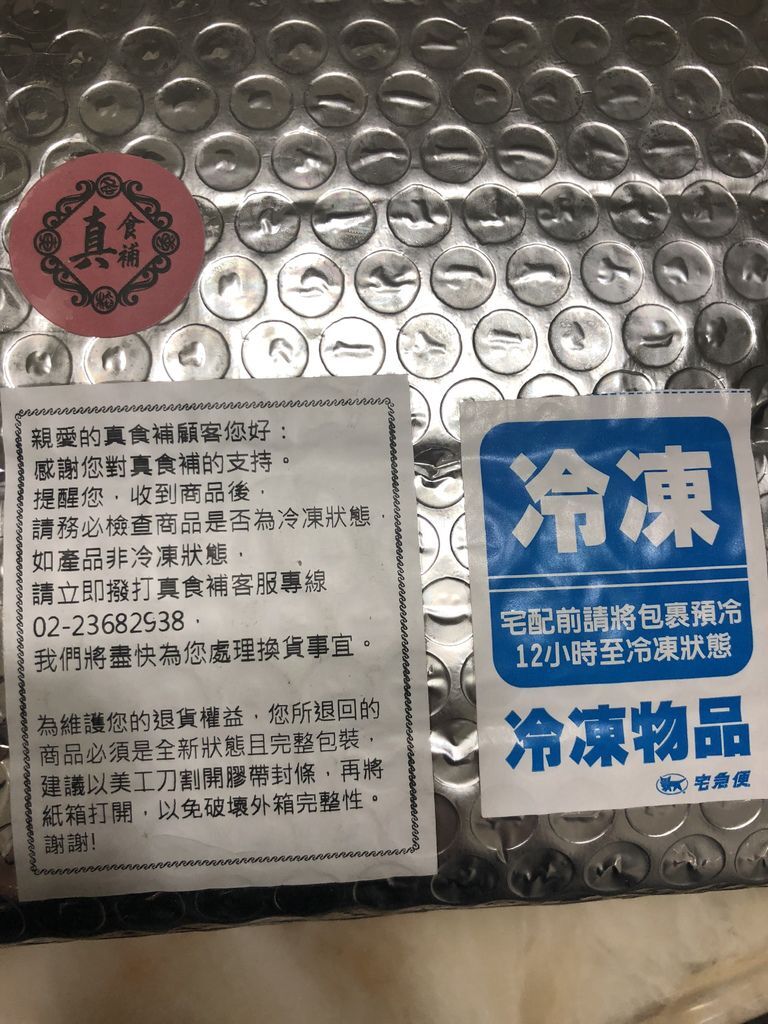 真食補
親愛的真食補顧客您好：
感謝您對真食補的支持。
提醒您，收到商品後，
請務必檢查商品是否為冷凍狀態，
如產品非冷凍狀態，
請立即撥打真食補客服專線
02-23682938，
我們將盡快為您處理換貨事宜。
為維護您的退貨權益，您所退回的
商品必須是全新狀態且完整包裝，
建議以美工刀割開膠帶封條，再將
紙箱打開，以免破壞外箱完整性。
謝謝!
冷凍
宅配前請將包裹預冷
12小時至冷凍狀態
冷凍物品
宅急便